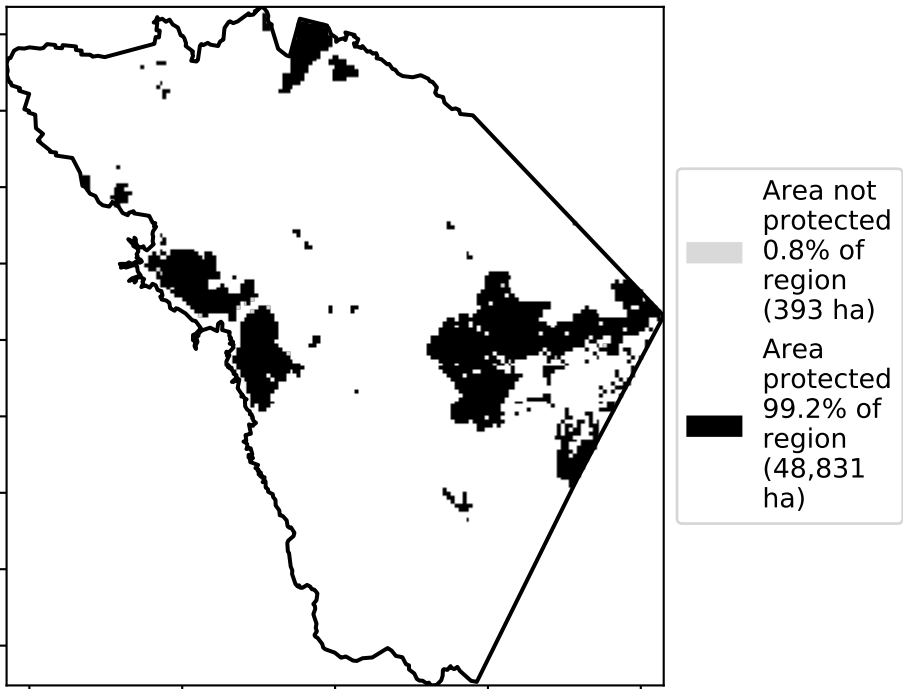 Area not
protected
0.8% of
region
(393 ha)
Area
protected
99.2% of
region
(48,831
ha)